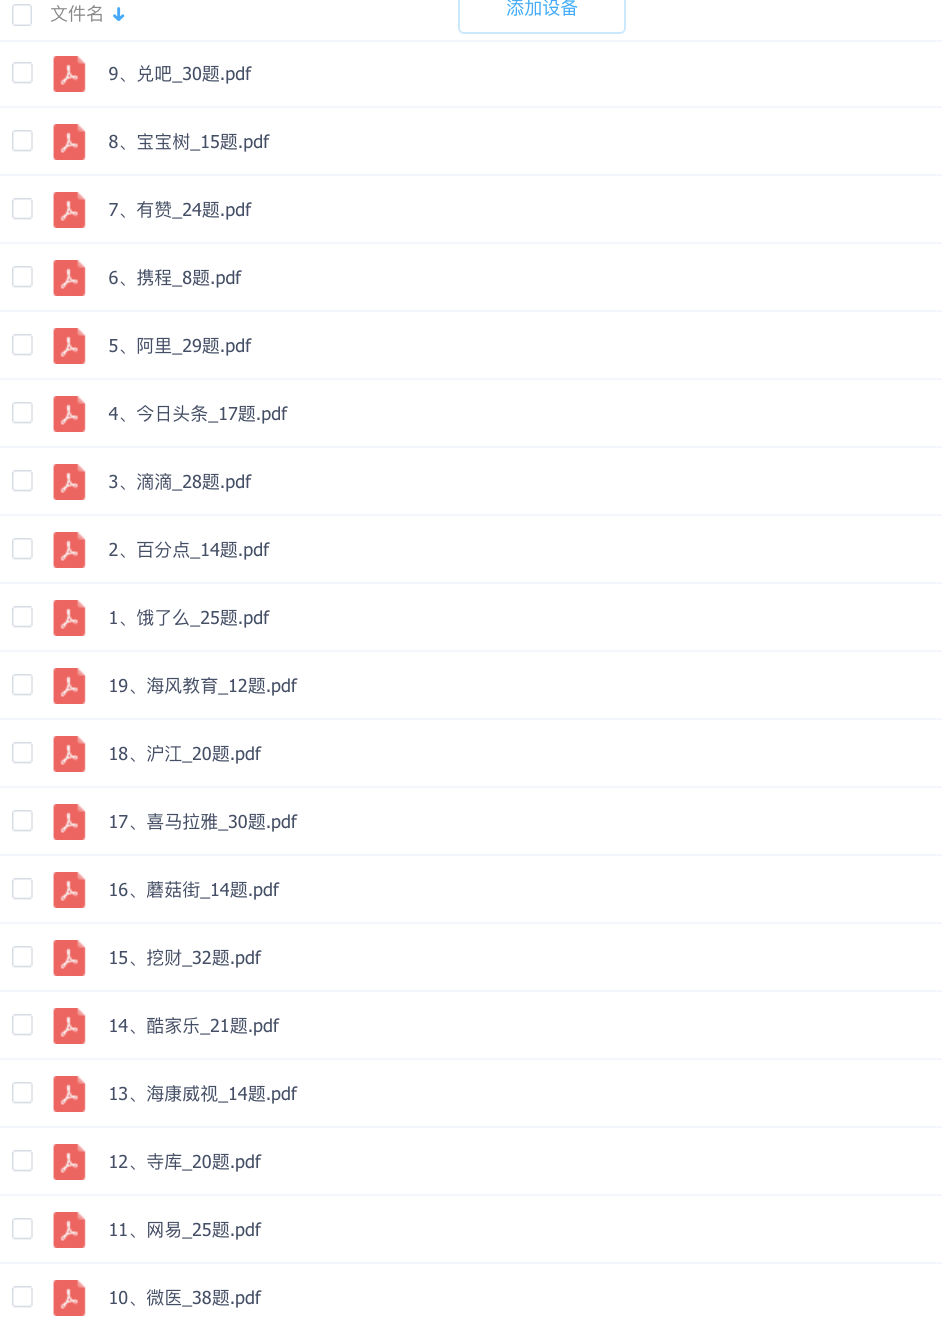 文件名
添加设备
9、兑吧_30题.pdf
8、宝宝树_15题.pdf
7、有赞_24题.pdf
6、携程_8题.pdf
5、阿里_29题.pdf
4、今日头条_17题.pdf
3、滴滴_28题.pdf
2、百分点_14题.pdf
1、饿了么_25题.pdf
19、海风教育_12题.pdf
18、沪江_20题.pdf
17、喜马拉雅_30题.pdf
16、蘑菇街_14题.pdf
15、挖财_32题.pdf
14、酷家乐_21题.pdf
13、海康威视_14题.pdf
12、寺库_20题.pdf
11、网易_25题.pdf
10、微医_38题.pdf